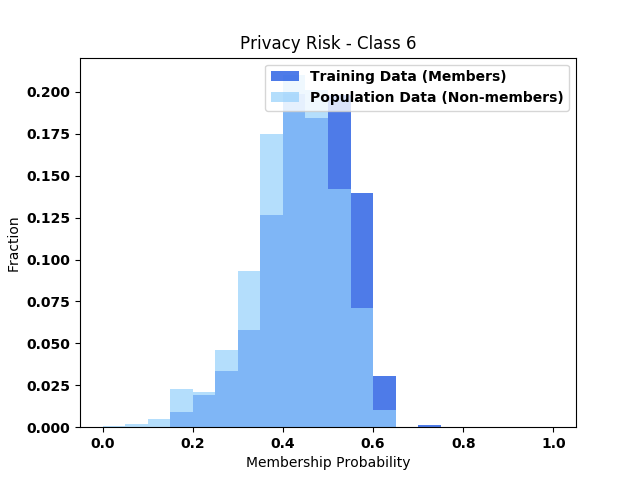 Privacy Risk - Class 6
Training Data (Members)
Population Data (Non-members)
Fraction
0.200
0.175
0.150
0.125
0.100
0.075
0.050
0.025
0.000
0.0 0.2 0.4 0.6 0.8 1.0
Membership Probability